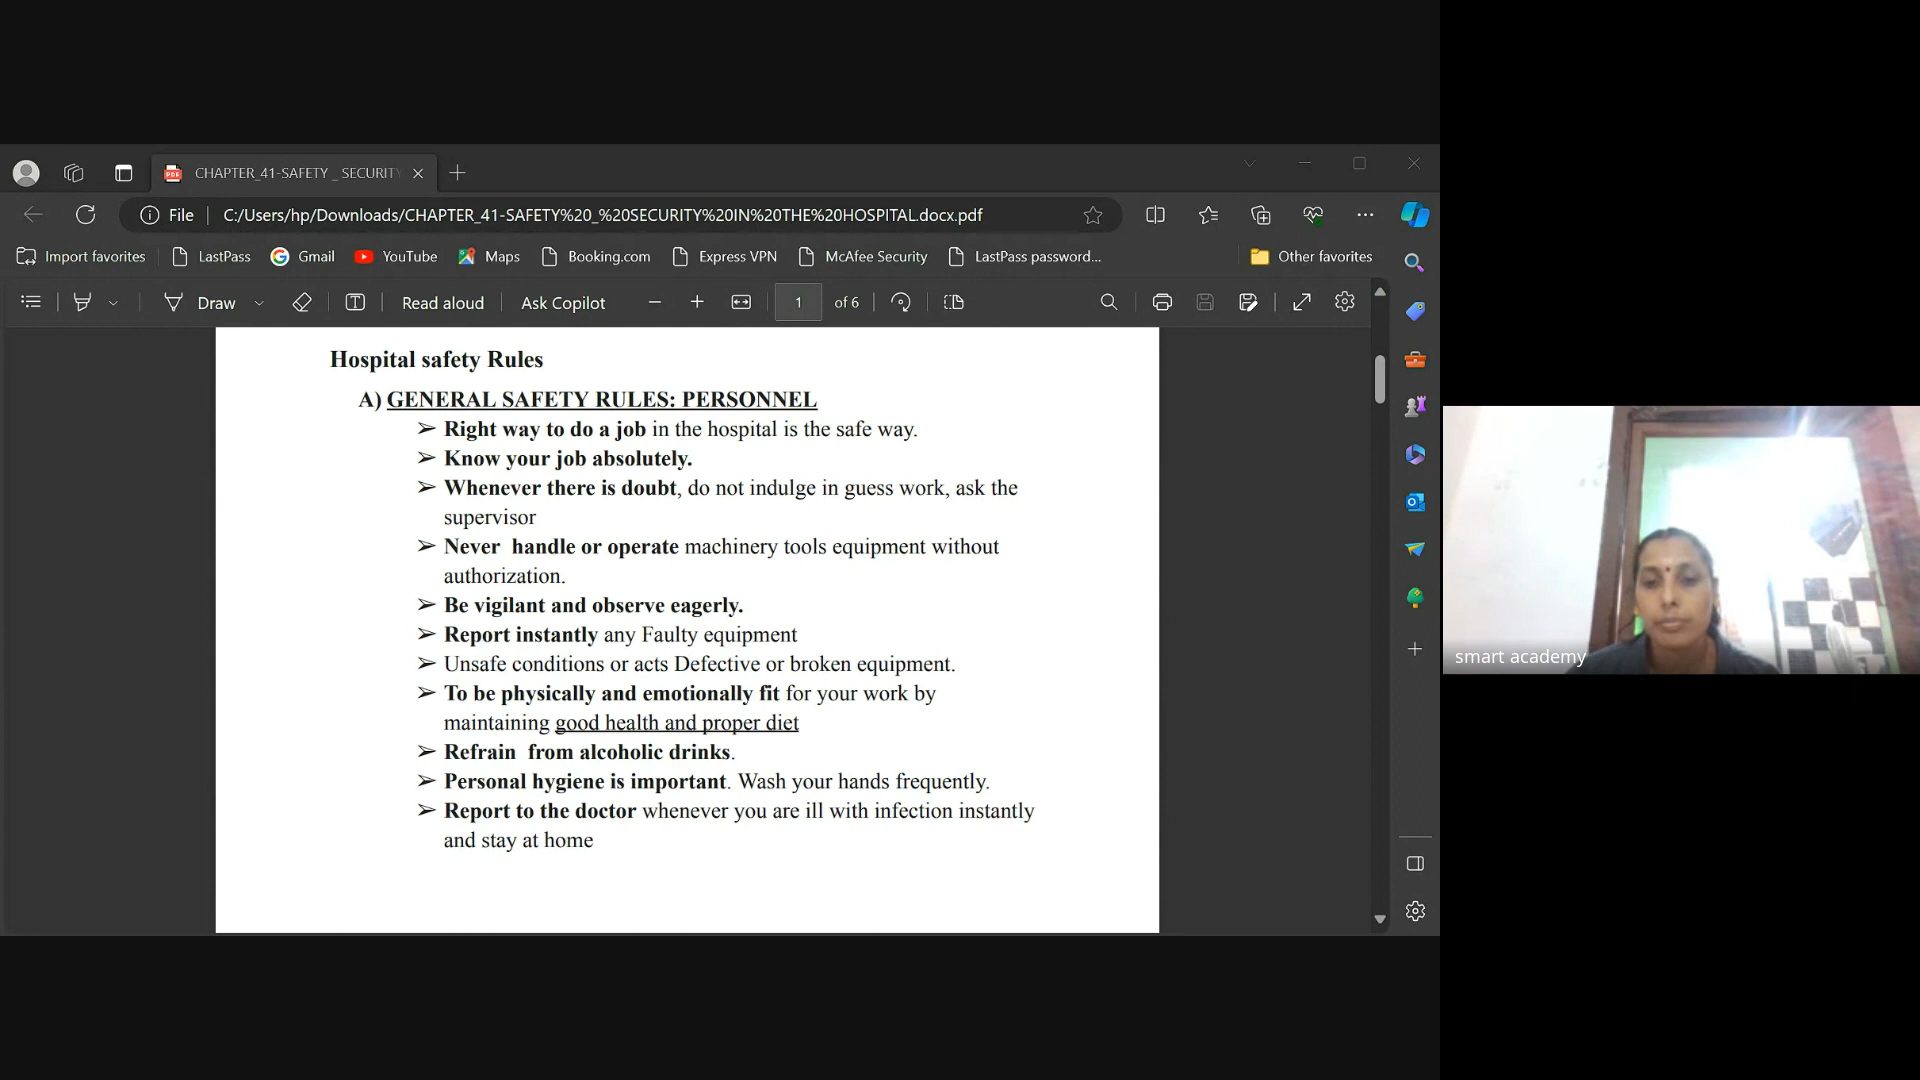 CHAPTER_41-SAFETY _ SECURITY
File
C:/Users/hp/Downloads/CHAPTER_41-SAFETY%20_%20SECURITY%20IN%20THE%20HOSPITAL.docx.pdf
Import favorites LastPass Gmail YouTube Maps Booking.com Express VPN McAfee Security LastPass password... Other favorites
Draw Read aloud Ask Copilot 1 of 6
Hospital safety Rules
A) GENERAL SAFETY RULES: PERSONNEL
➢ Right way to do a job in the hospital is the safe way.
➢ Know your job absolutely.
➢ Whenever there is doubt, do not indulge in guess work, ask the
supervisor
➢ Never handle or operate machinery tools equipment without
authorization.
➢ Be vigilant and observe eagerly.
➢ Report instantly any Faulty equipment
➢ Unsafe conditions or acts Defective or broken equipment.
➢ To be physically and emotionally fit for your work by
maintaining good health and proper diet
➢ Refrain from alcoholic drinks.
➢ Personal hygiene is important. Wash your hands frequently.
➢ Report to the doctor whenever you are ill with infection instantly
and stay at home
smart academy